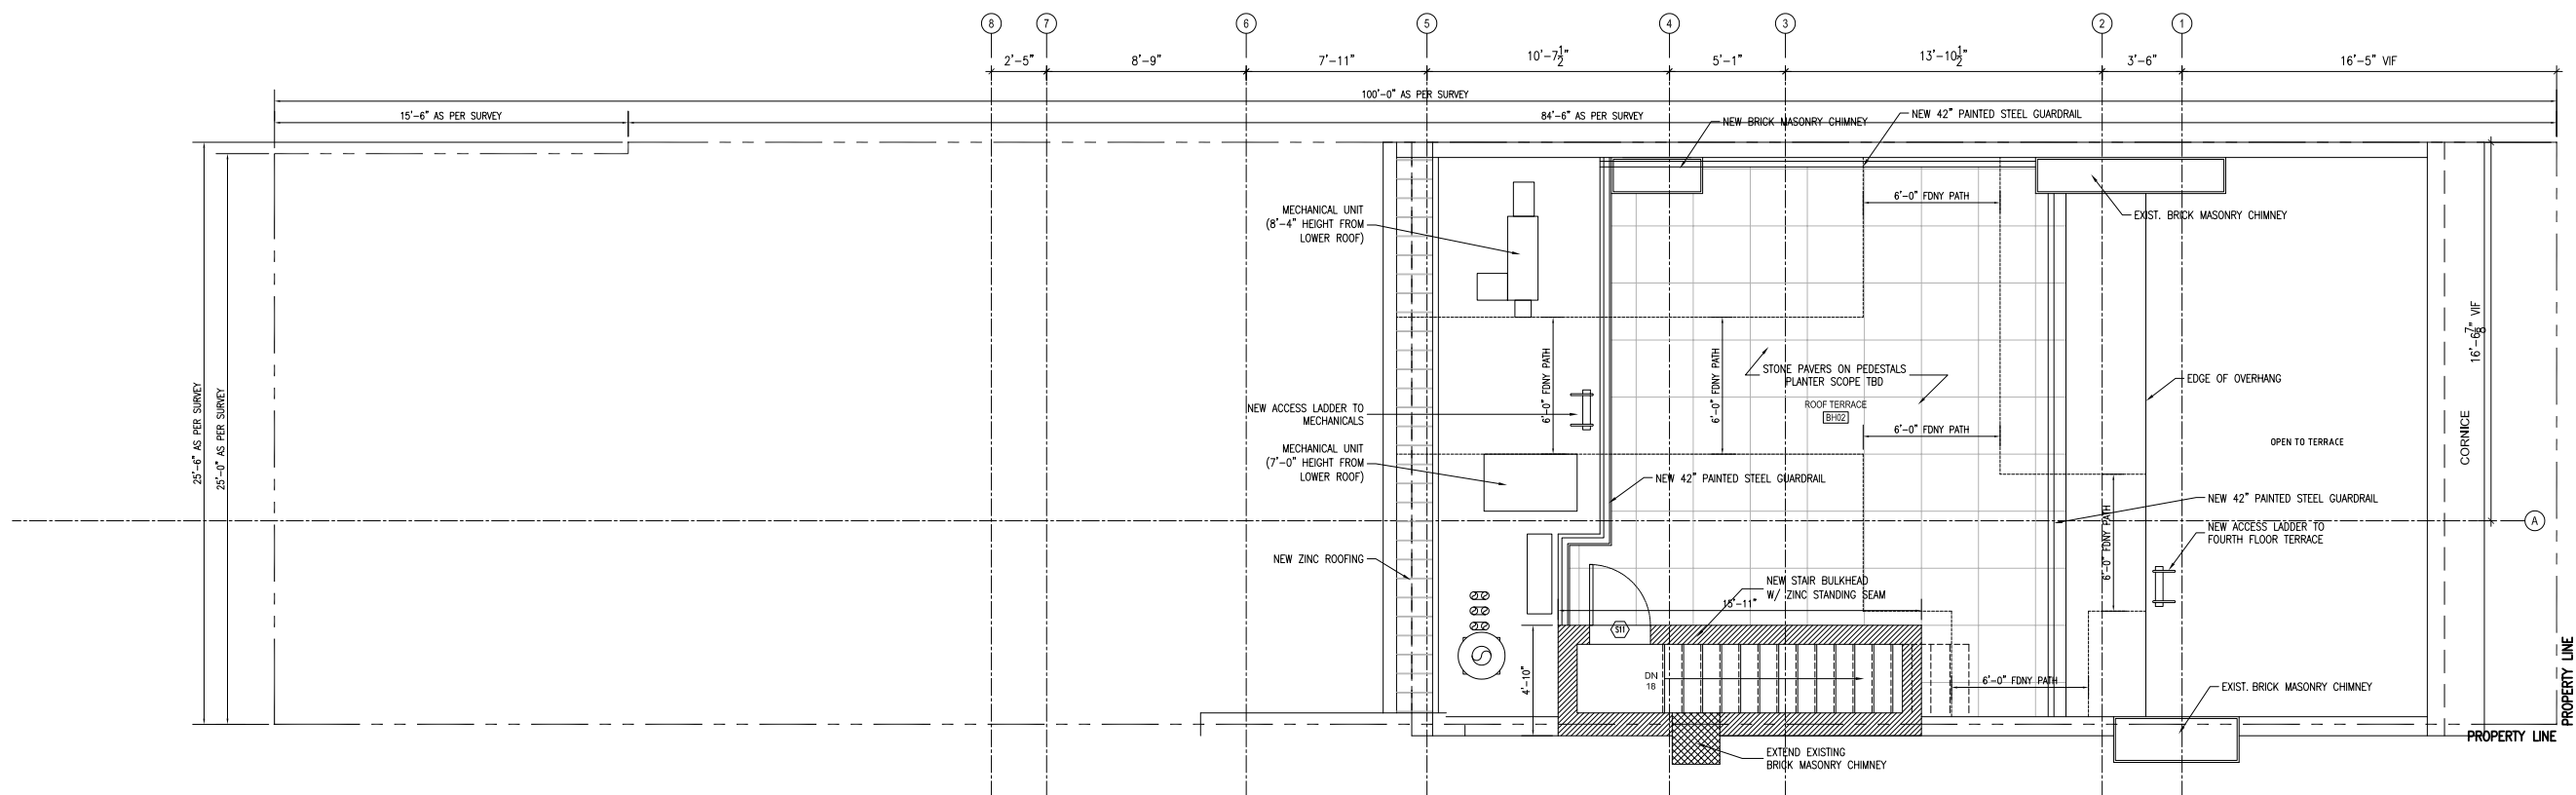 8
7
6
5
4
3
2
1
2'-5"
8'-9"
7'-11"
10'-7 1/2"
5'-1"
13'-10 1/2"
3'-6"
16'-5" VIF
100'-0" AS PER SURVEY
15'-6" AS PER SURVEY
84'-6" AS PER SURVEY
NEW BRICK MASONRY CHIMNEY
NEW 42" PAINTED STEEL GUARDRAIL
MECHANICAL UNIT
(8'-4" HEIGHT FROM
LOWER ROOF)
6'-0" FDNY PATH
EXIST. BRICK MASONRY CHIMNEY
16'-6 7/8" VIF
25'-6" AS PER SURVEY
25'-0" AS PER SURVEY
6'-0" FDNY PATH
6'-0" FDNY PATH
STONE PAVERS ON PEDESTALS
PLANTER SCOPE TBD
EDGE OF OVERHANG
NEW ACCESS LADDER TO
MECHANICALS
ROOF TERRACE
BH02
6'-0" FDNY PATH
OPEN TO TERRACE
CORNICE
MECHANICAL UNIT
(7'-0" HEIGHT FROM
LOWER ROOF)
NEW 42" PAINTED STEEL GUARDRAIL
NEW 42" PAINTED STEEL GUARDRAIL
A
6'-0" FDNY PATH
NEW ACCESS LADDER TO
FOURTH FLOOR TERRACE
NEW ZINC ROOFING
NEW STAIR BULKHEAD
W/ ZINC STANDING SEAM
15'-11"
S11
4'-10"
DN
18
6'-0" FDNY PATH
EXIST. BRICK MASONRY CHIMNEY
PROPERTY LINE
PROPERTY LINE
EXTEND EXISTING
BRICK MASONRY CHIMNEY